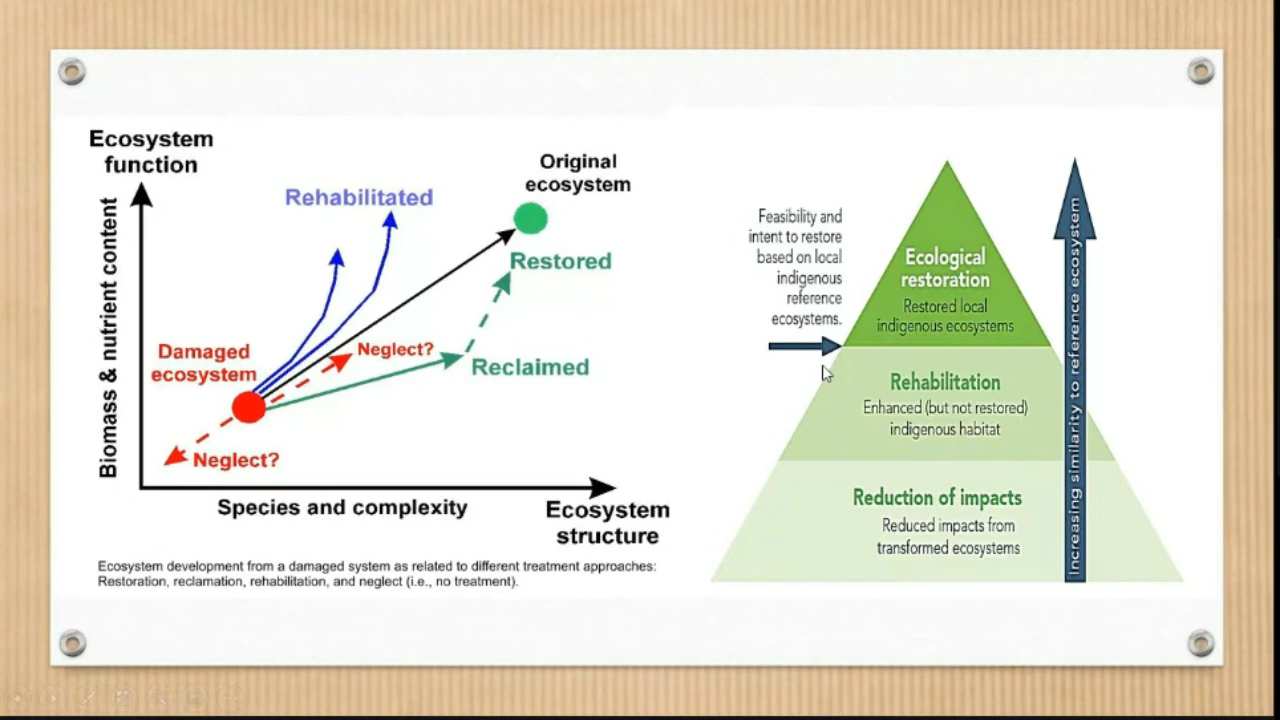 Ecosystem
function
Biomass & nutrient content
Rehabilitated
Original
ecosystem
Restored
Damaged
ecosystem
Neglect?
Reclaimed
Neglect?
Species and complexity
Ecosystem
structure
Ecosystem development from a damaged system as related to different treatment approaches:
Restoration, reclamation, rehabilitation, and neglect (i.e., no treatment).
Feasibility and
intent to restore
based on local
indigenous
reference
ecosystems.
Ecological
restoration
Restored local
indigenous ecosystems
Rehabilitation
Enhanced (but not restored)
indigenous habitat
Reduction of impacts
Reduced impacts from
transformed ecosystems
Increasing similarity to reference ecosystem